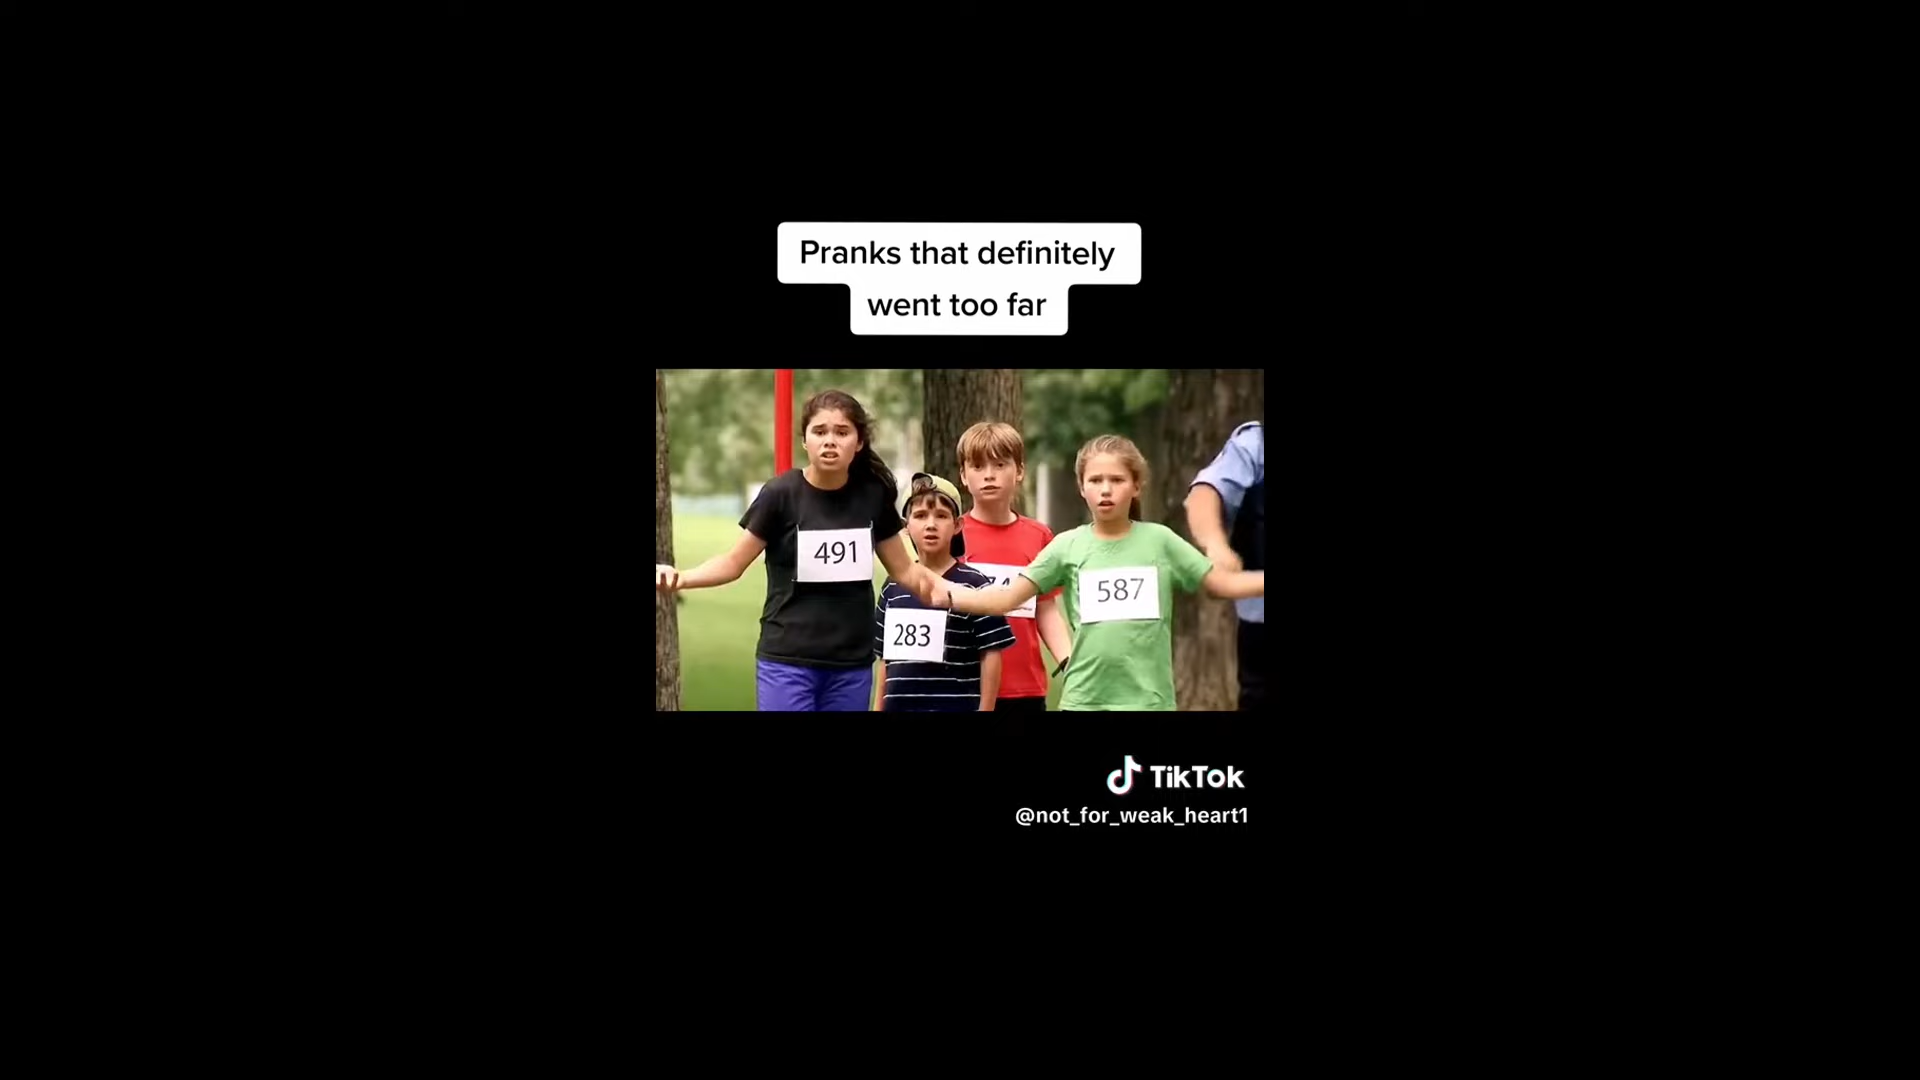 Pranks that definitely
went too far
491
283
587
TikTok
@not_for_weak_heart1